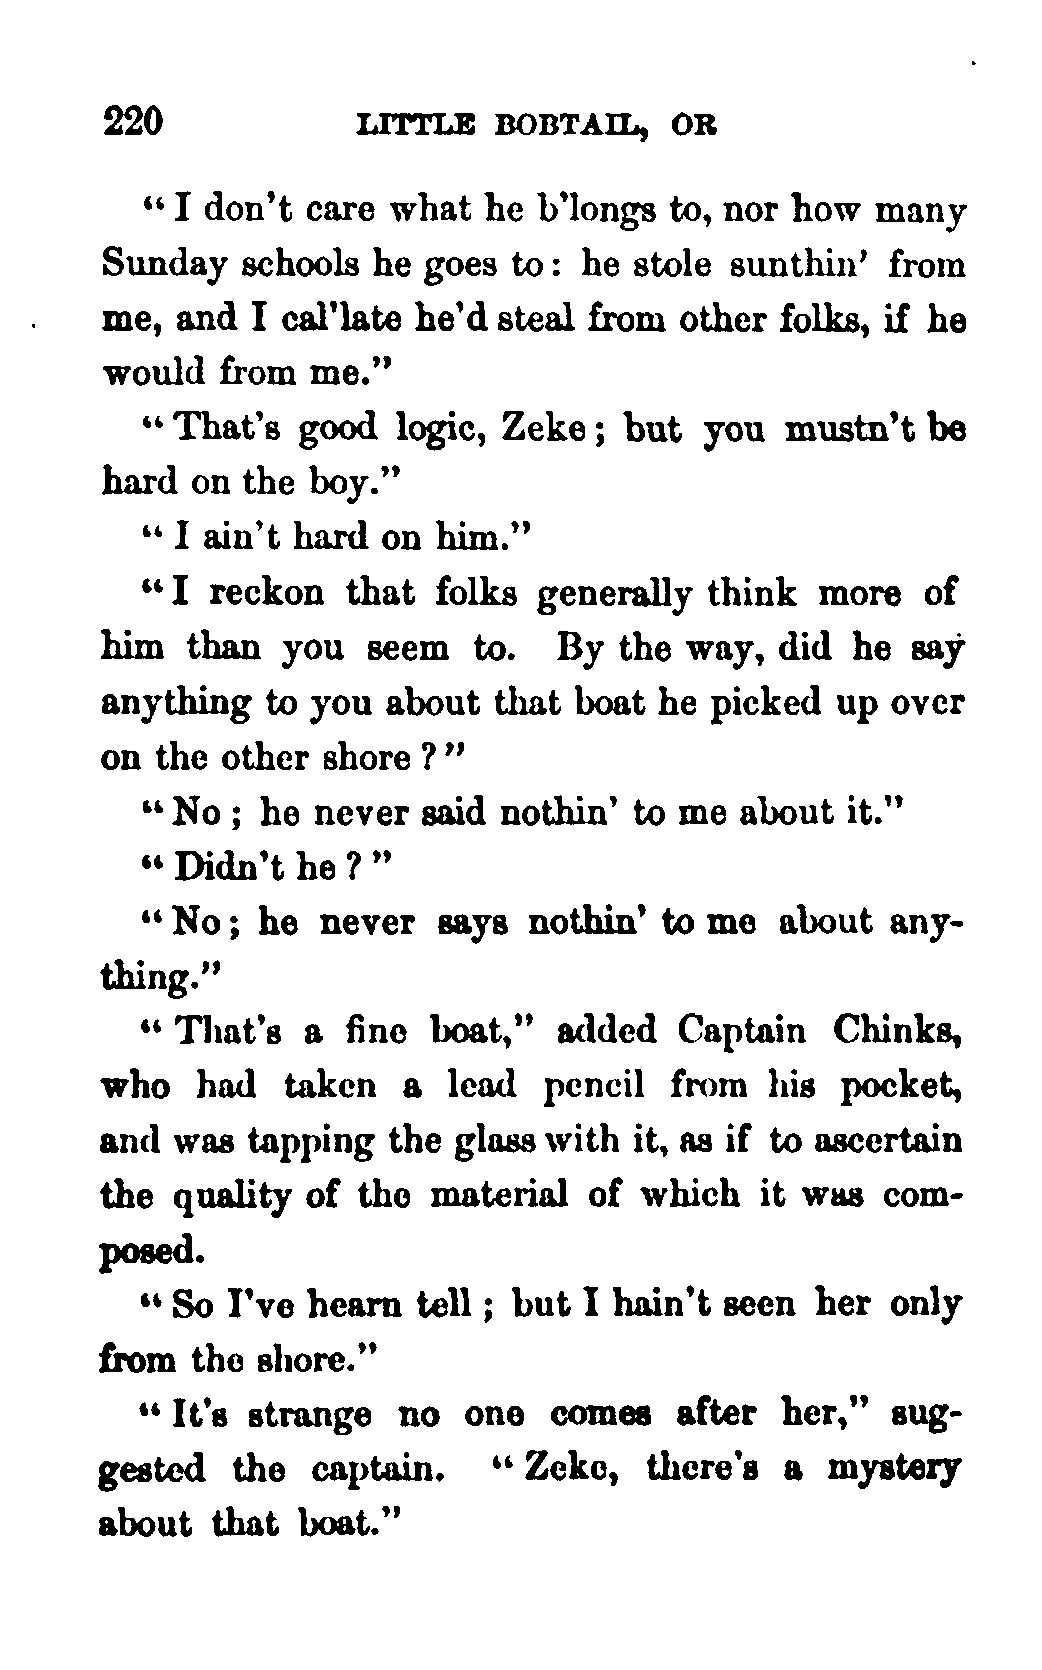 220 LITTLE BOBTAIL, OR
"I don't care what he b'longs to, nor how many
Sunday schools he goes to: he stole sunthin' from
me, and I cal'late he'd steal from other folks, if he
would from me."
"That's good logic, Zeke; but you mustn't be
hard on the boy."
"I ain't hard on him."
"I reckon that folks generally think more of
him than you seem to. By the way, did he say
anything to you about that boat he picked up over
on the other shore?"
"No; he never said nothin' to me about it."
"Didn't he?"
"No; he never says nothin' to me about any-
thing."
"That's a fine boat," added Captain Chinks,
who had taken a lead pencil from his pocket,
and was tapping the glass with it, as if to ascertain
the quality of the material of which it was com-
posed.
"So I've hearn tell; but I hain't seen her only
from the shore."
"It's strange no one comes after her," sug-
gested the captain. "Zeke, there's a mystery
about that boat."